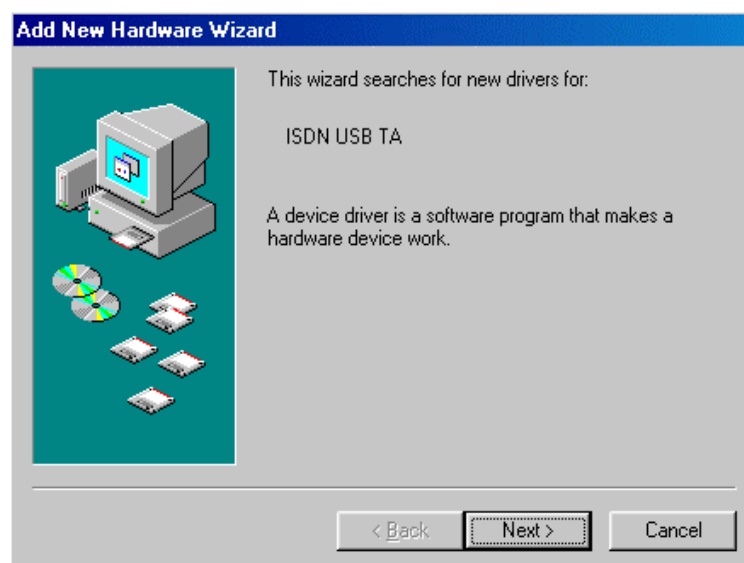 Add New Hardware Wizard
This wizard searches for new drivers for:
ISDN USB TA
A device driver is a software program that makes a
hardware device work.
< Back
Next >
Cancel